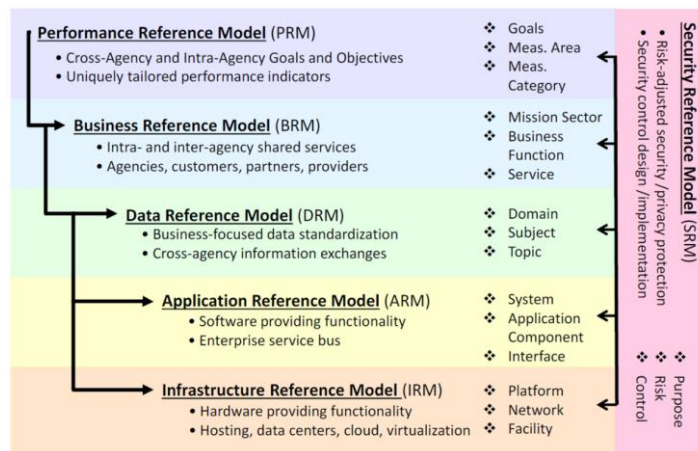 Performance Reference Model (PRM)
• Cross-Agency and Intra-Agency Goals and Objectives
• Uniquely tailored performance indicators
❖ Goals
❖ Meas. Area
❖ Meas.
Category
Business Reference Model (BRM)
• Intra- and inter-agency shared services
• Agencies, customers, partners, providers
❖ Mission Sector
❖ Business
Function
❖ Service
Data Reference Model (DRM)
• Business-focused data standardization
• Cross-agency information exchanges
❖ Domain
❖ Subject
❖ Topic
Application Reference Model (ARM)
• Software providing functionality
• Enterprise service bus
❖ System
❖ Application
Component
❖ Interface
Infrastructure Reference Model (IRM)
• Hardware providing functionality
• Hosting, data centers, cloud, virtualization
❖ Platform
❖ Network
❖ Facility
Security Reference Model (SRM)
• Risk-adjusted security /privacy protection
• Security control design /implementation
❖ Purpose
❖ Risk
❖ Control